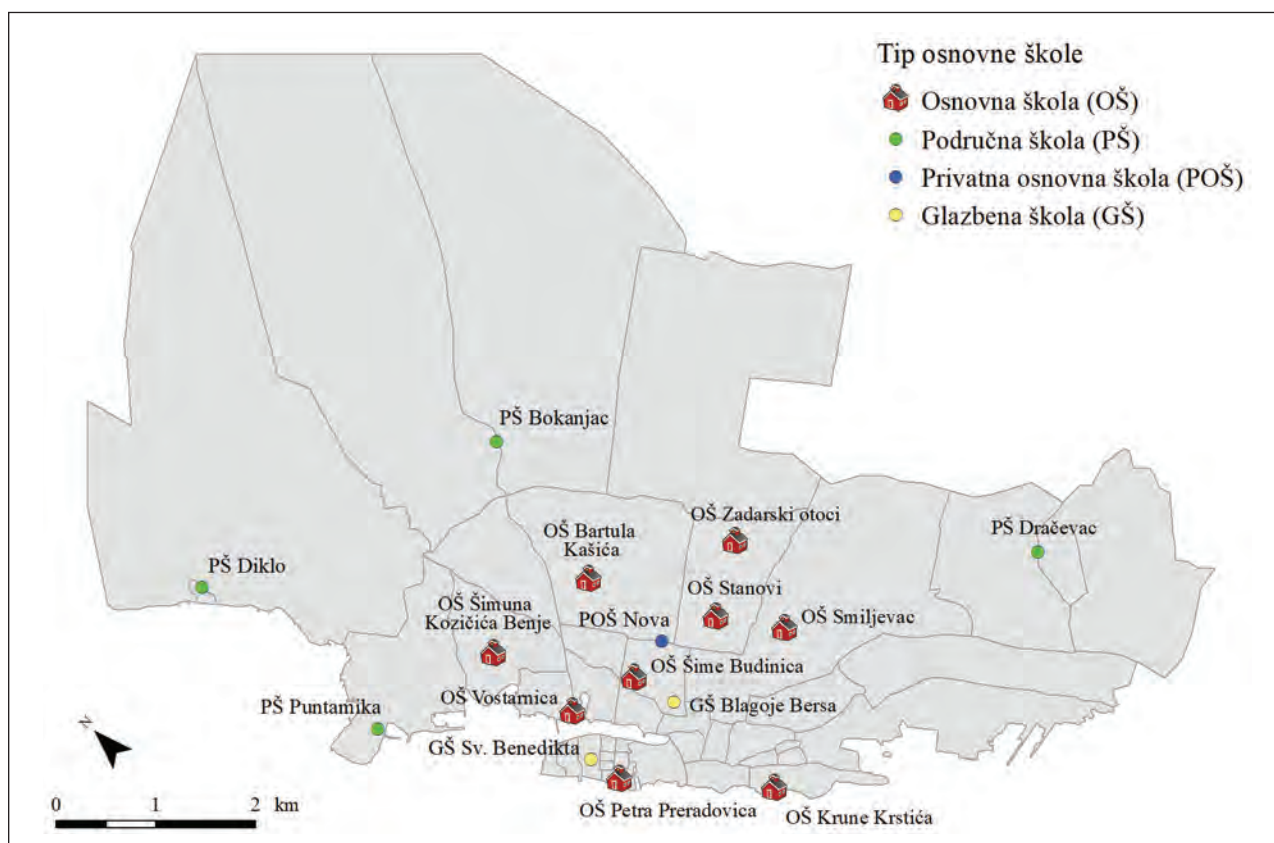 Tip osnovne škole
Osnovna škola (OŠ)
Područna škola (PŠ)
Privatna osnovna škola (POŠ)
Glazbena škola (GŠ)
PŠ Bokanjac
OŠ Zadarski otoci
PŠ Dračevac
OŠ Bartula
Kašića
PŠ Diklo
OŠ Stanovi
OŠ Šimuna
Kozičića Benje
POŠ Nova
OŠ Smiljevac
OŠ Šime Budinica
OŠ Vostarnica
GŠ Blagoje Bersa
PŠ Puntamika
N
GŠ Sv. Benedikta
OŠ Petra Preradovica
OŠ Krune Krstića
0 1 2 km